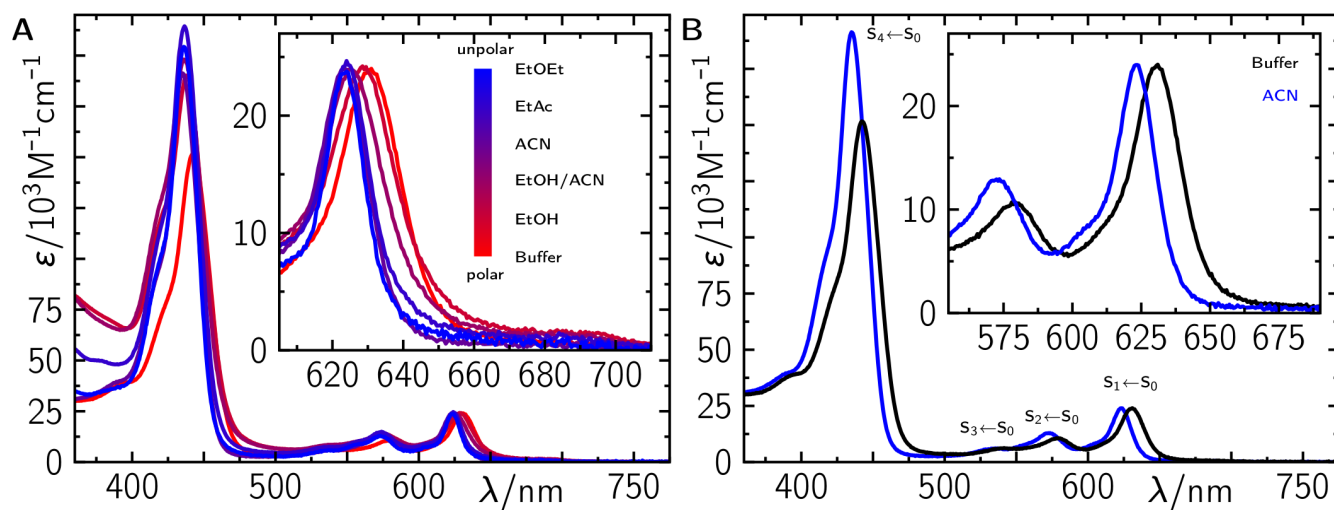 A
ε/10³M⁻¹cm⁻¹
0
25
50
75
400
500
600
λ/nm
750
0
10
20
620
640
660
680
700
unpolar
EtOEt
EtAc
ACN
EtOH/ACN
EtOH
Buffer
polar
B
ε/10³M⁻¹cm⁻¹
0
25
50
75
400
500
600
λ/nm
750
S₄←S₀
S₃←S₀
S₂←S₀
S₁←S₀
0
10
20
575
600
625
650
675
Buffer
ACN